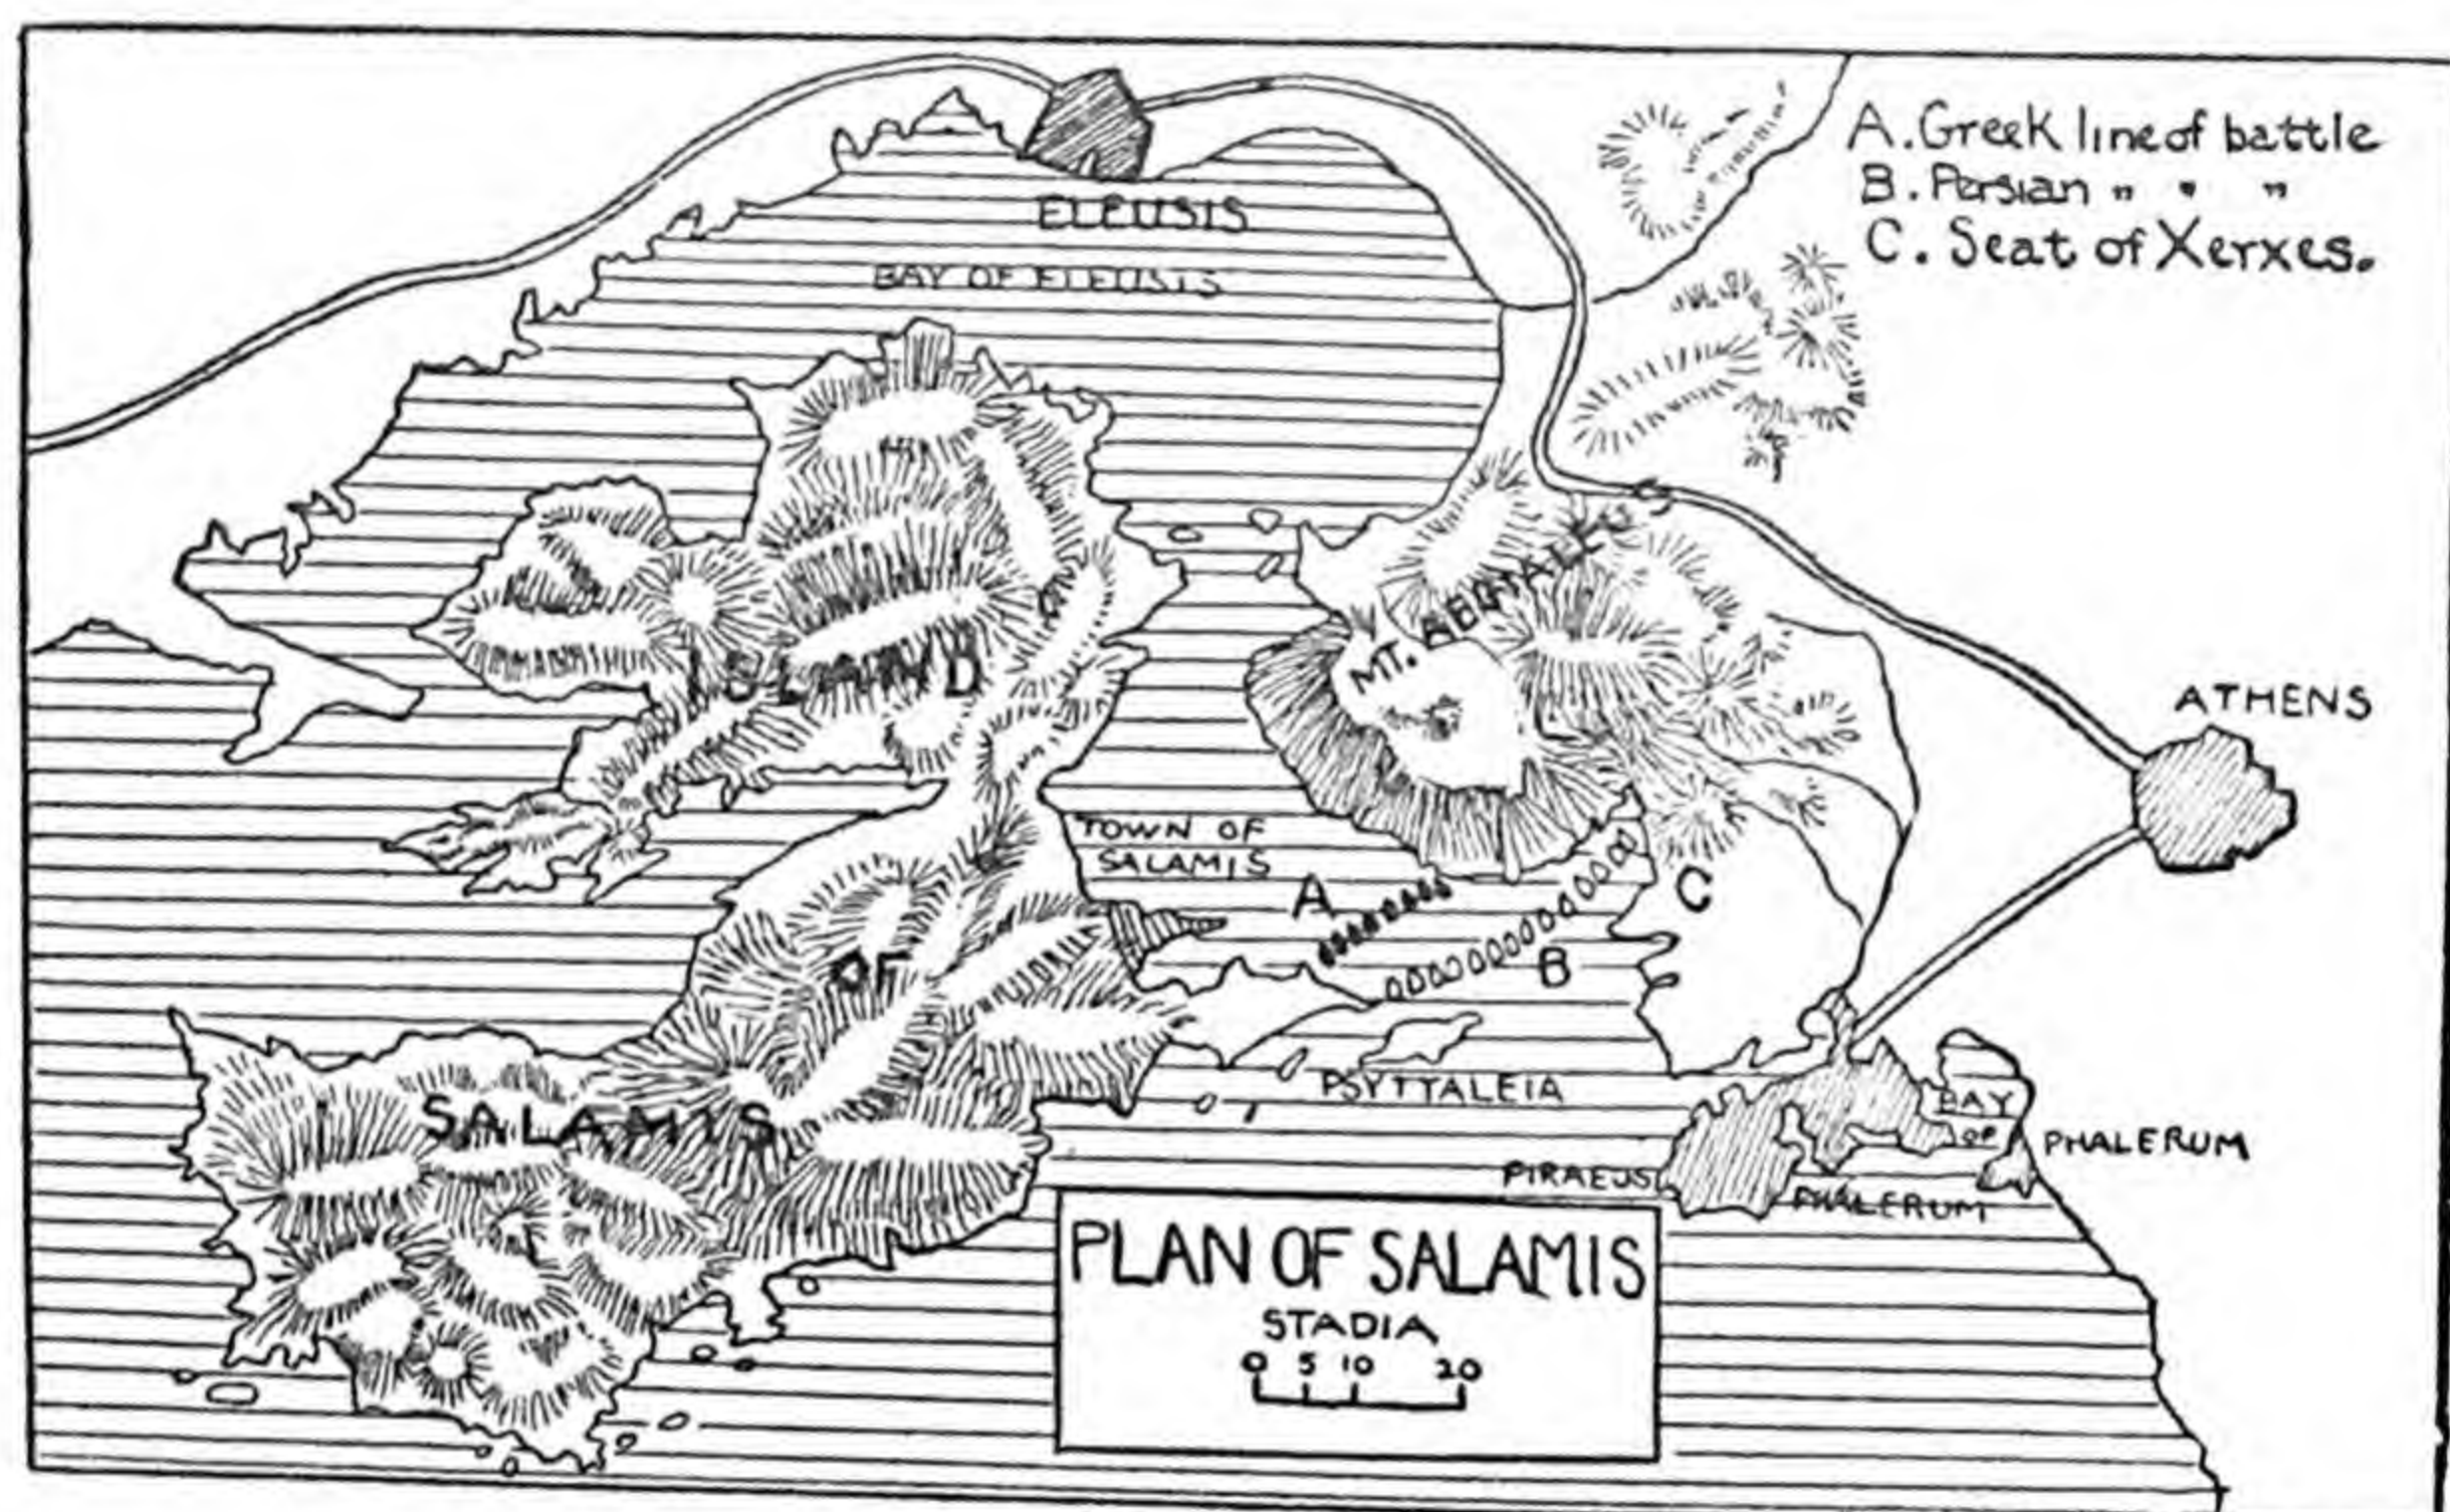 A. Greek line of battle
B. Persian " " "
C. Seat of Xerxes.
ELEUSIS
BAY OF ELEUSIS
ISLAND
OF
SALAMIS
MT. AEGIALEOS
ATHENS
TOWN OF
SALAMIS
A
B
C
PSYTTALEIA
BAY
OF
PHALERUM
PIRAEUS
PHALERUM
PLAN OF SALAMIS
STADIA
0 5 10 20